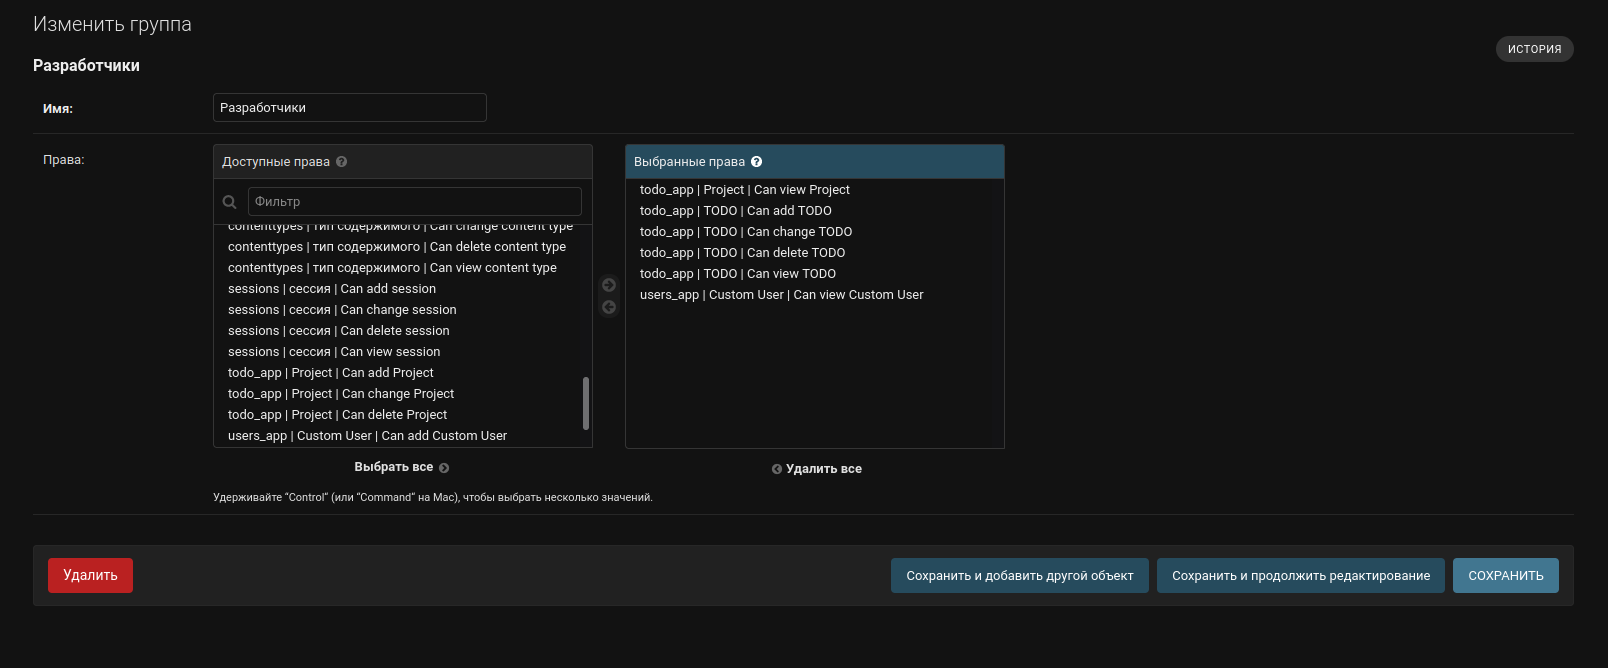 Изменить группа
ИСТОРИЯ
Разработчики
Имя:
Разработчики
Права:
Доступные права
Фильтр
contenttypes | тип содержимого | Can change content type
contenttypes | тип содержимого | Can delete content type
contenttypes | тип содержимого | Can view content type
sessions | сессия | Can add session
sessions | сессия | Can change session
sessions | сессия | Can delete session
sessions | сессия | Can view session
todo_app | Project | Can add Project
todo_app | Project | Can change Project
todo_app | Project | Can delete Project
users_app | Custom User | Can add Custom User
Выбрать все
Выбранные права
todo_app | Project | Can view Project
todo_app | TODO | Can add TODO
todo_app | TODO | Can change TODO
todo_app | TODO | Can delete TODO
todo_app | TODO | Can view TODO
users_app | Custom User | Can view Custom User
Удалить все
Удерживайте “Control“ (или “Command“ на Mac), чтобы выбрать несколько значений.
Удалить
Сохранить и добавить другой объект
Сохранить и продолжить редактирование
СОХРАНИТЬ